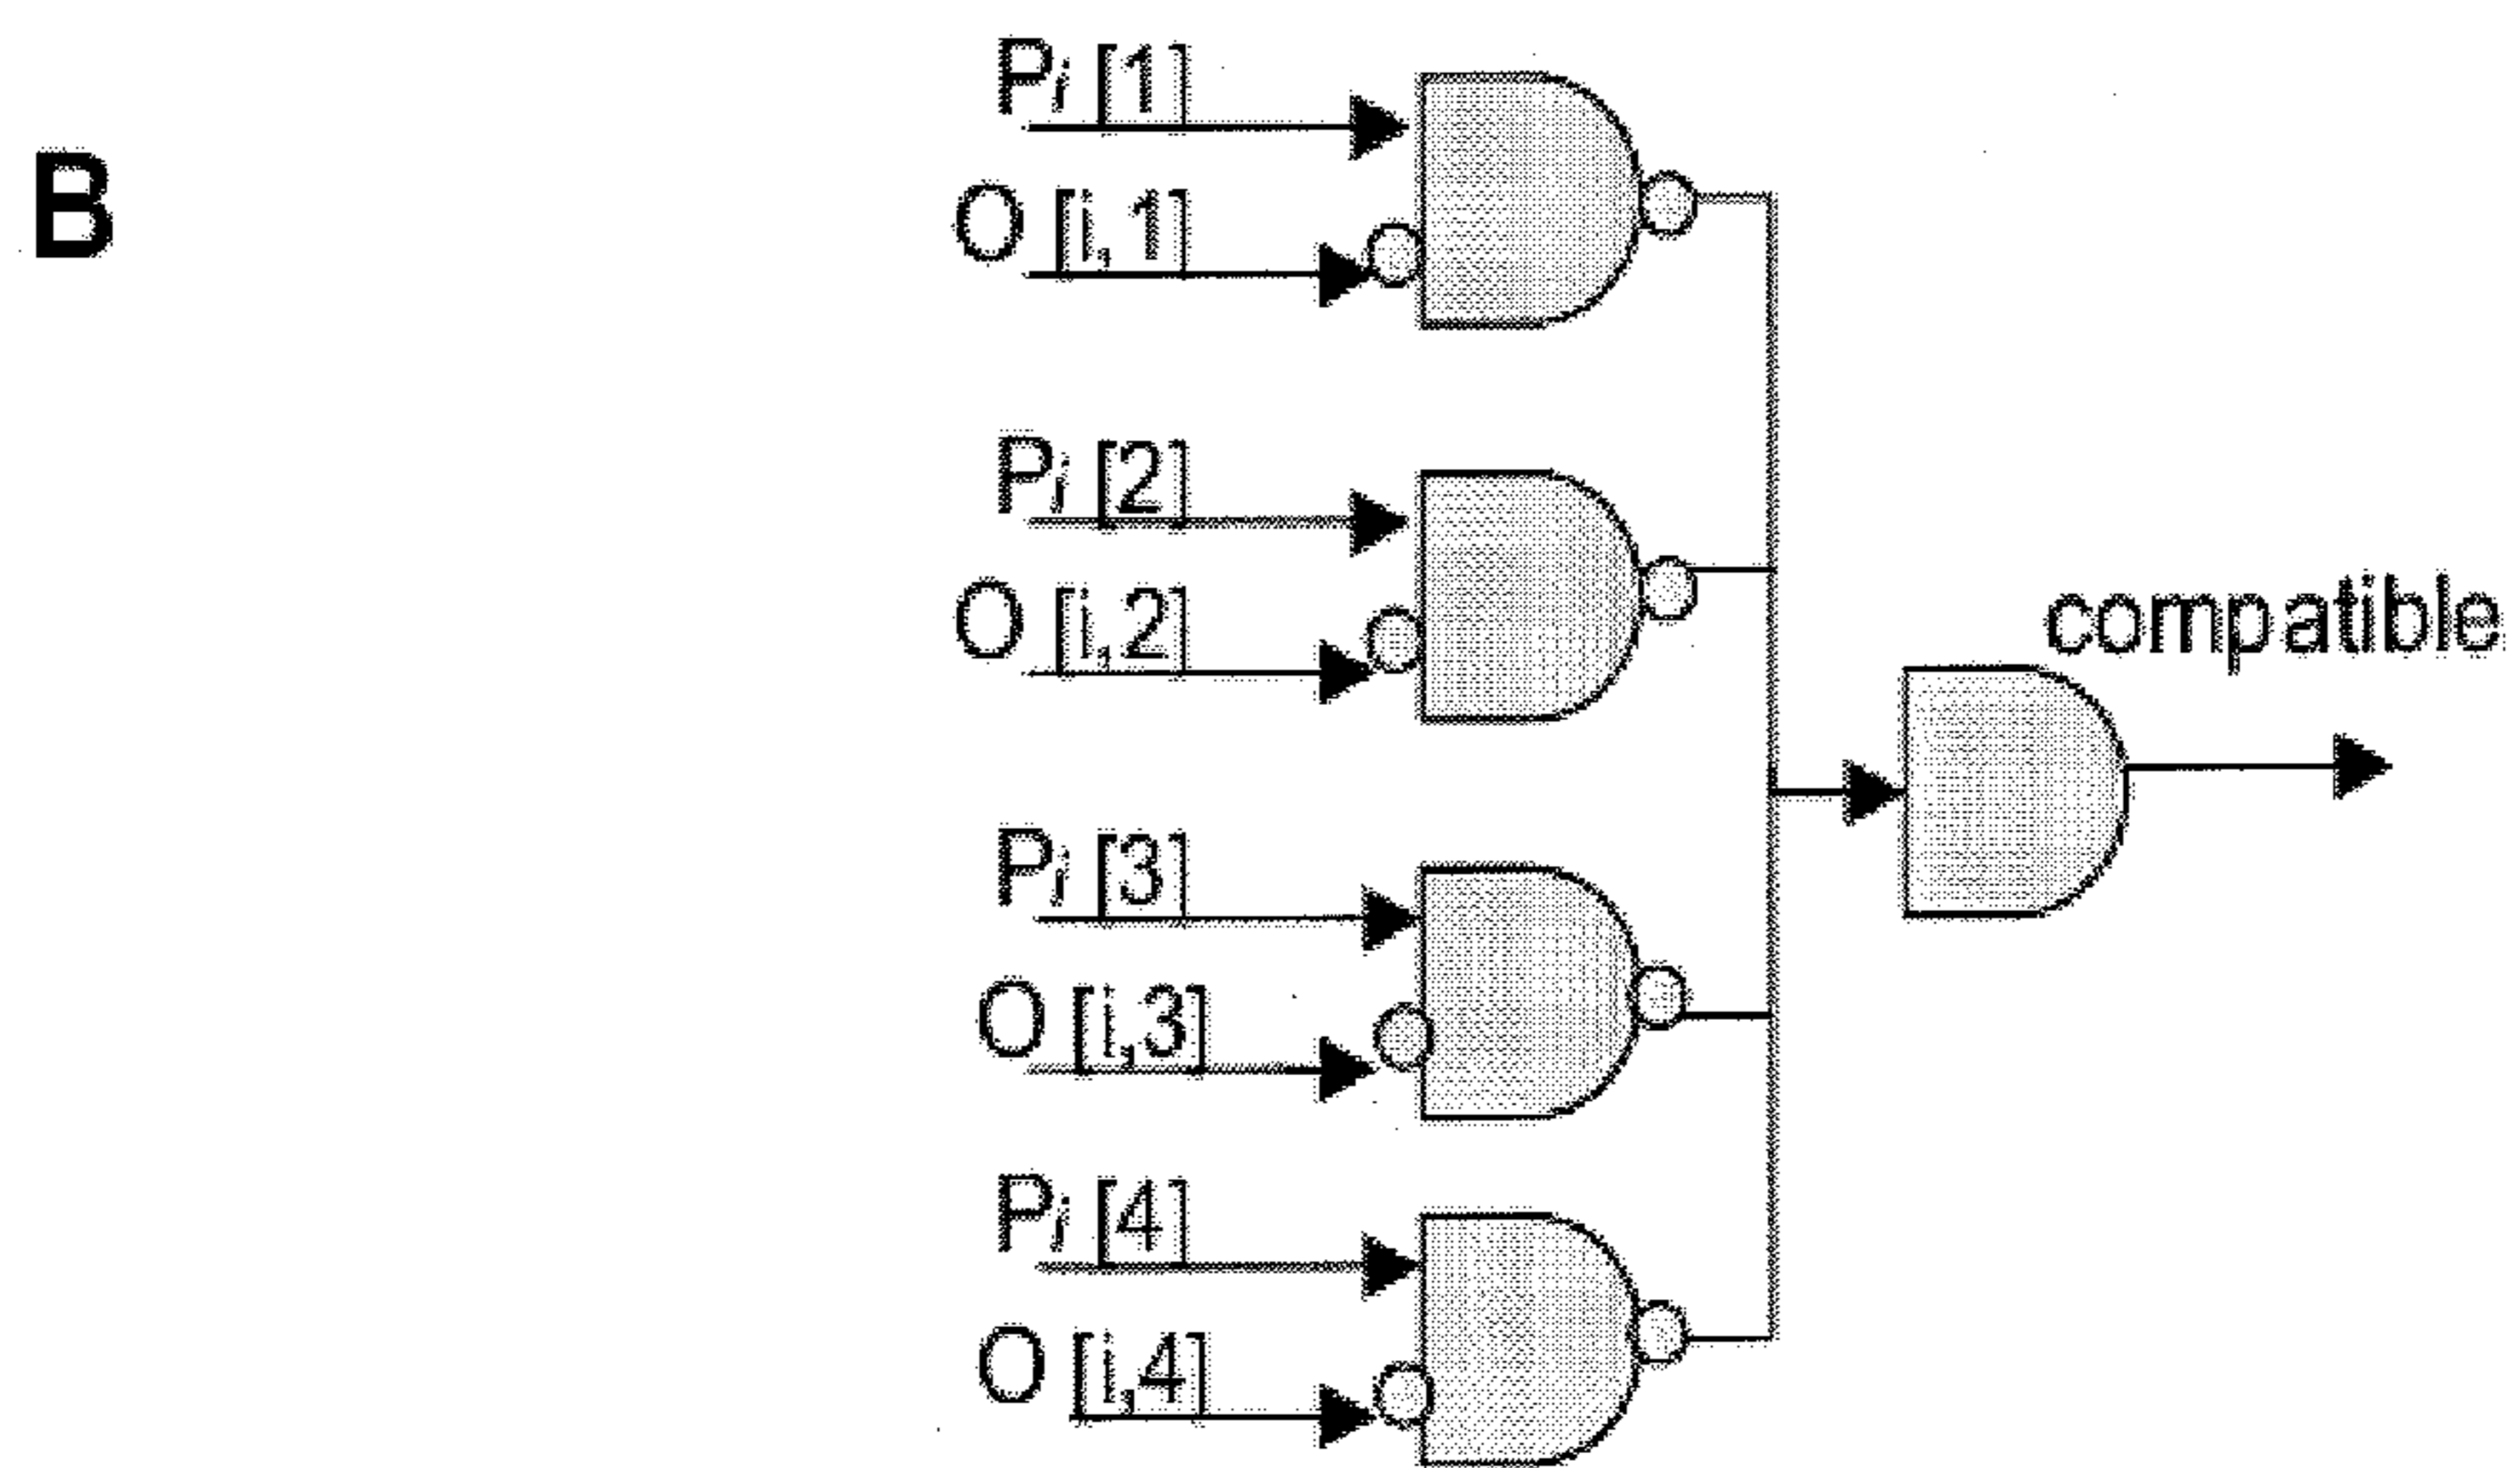 B
Pi [1]
O [i,1]
Pi [2]
O [i,2]
compatible
Pi [3]
O [i,3]
Pi [4]
O [i,4]